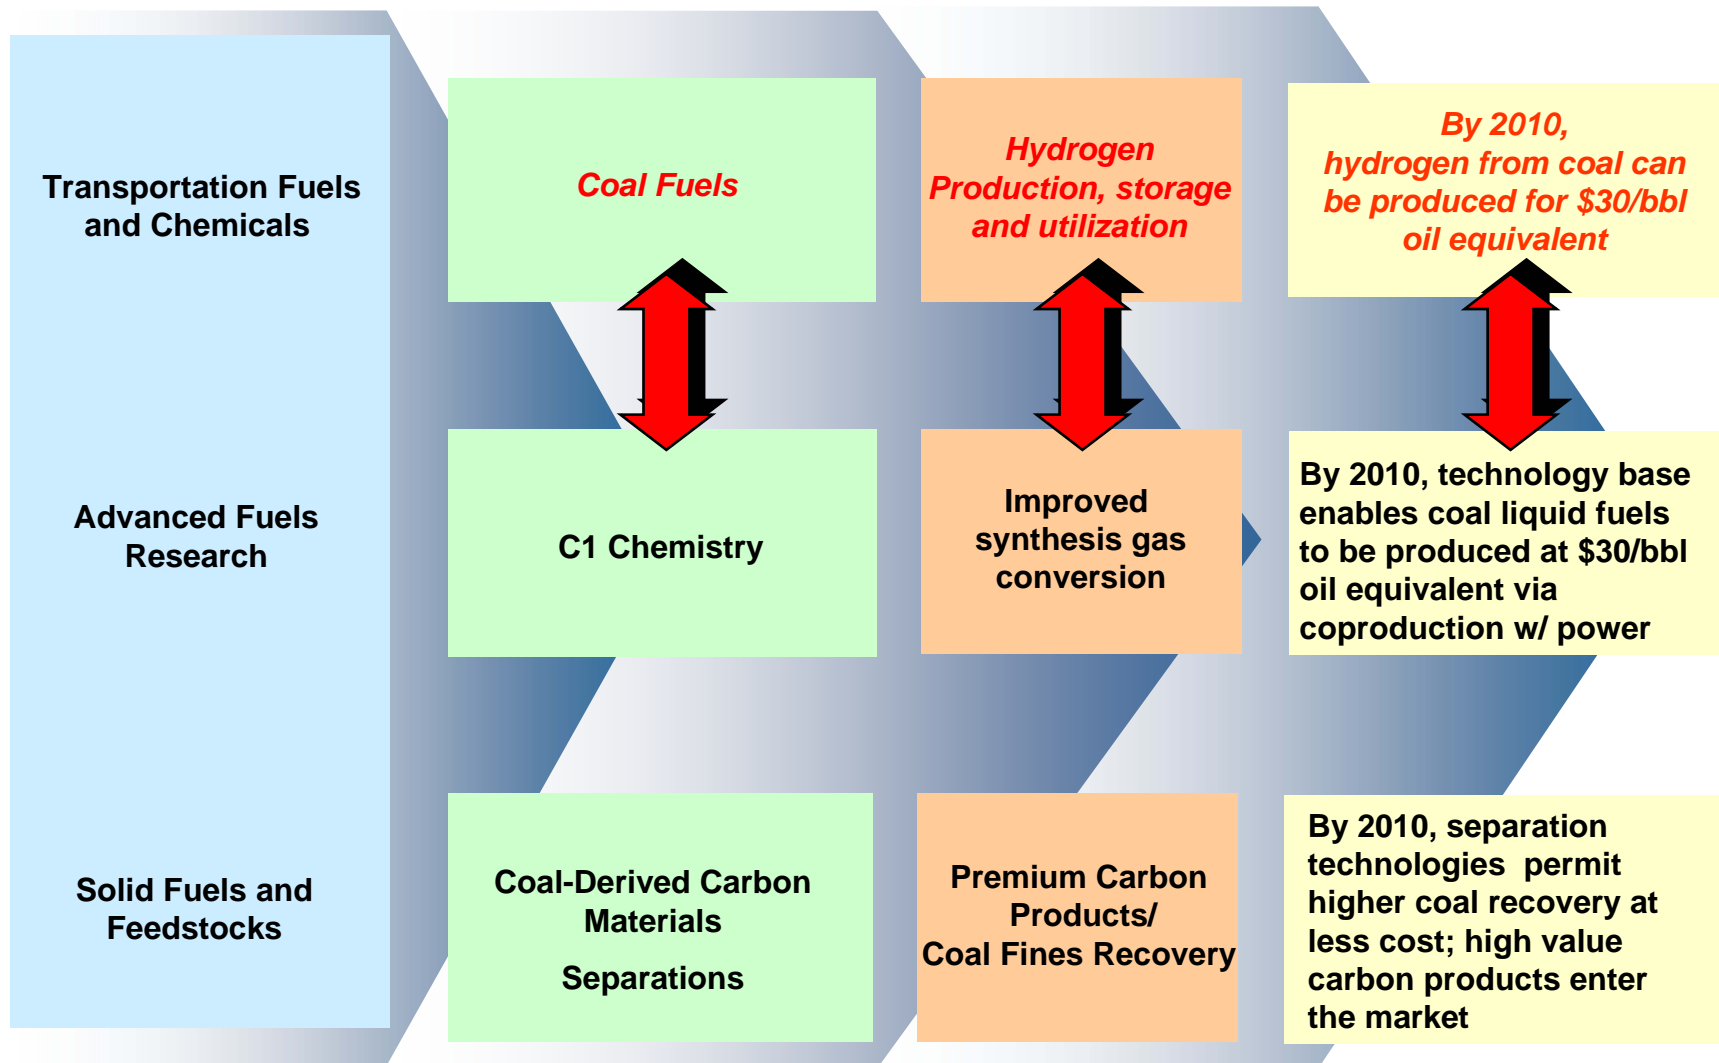 Transportation Fuels
and Chemicals
Coal Fuels
Hydrogen
Production, storage
and utilization
By 2010,
hydrogen from coal can
be produced for $30/bbl
oil equivalent
Advanced Fuels
Research
C1 Chemistry
Improved
synthesis gas
conversion
By 2010, technology base
enables coal liquid fuels
to be produced at $30/bbl
oil equivalent via
coproduction w/ power
Solid Fuels and
Feedstocks
Coal-Derived Carbon
Materials
Separations
Premium Carbon
Products/
Coal Fines Recovery
By 2010, separation
technologies permit
higher coal recovery at
less cost; high value
carbon products enter
the market